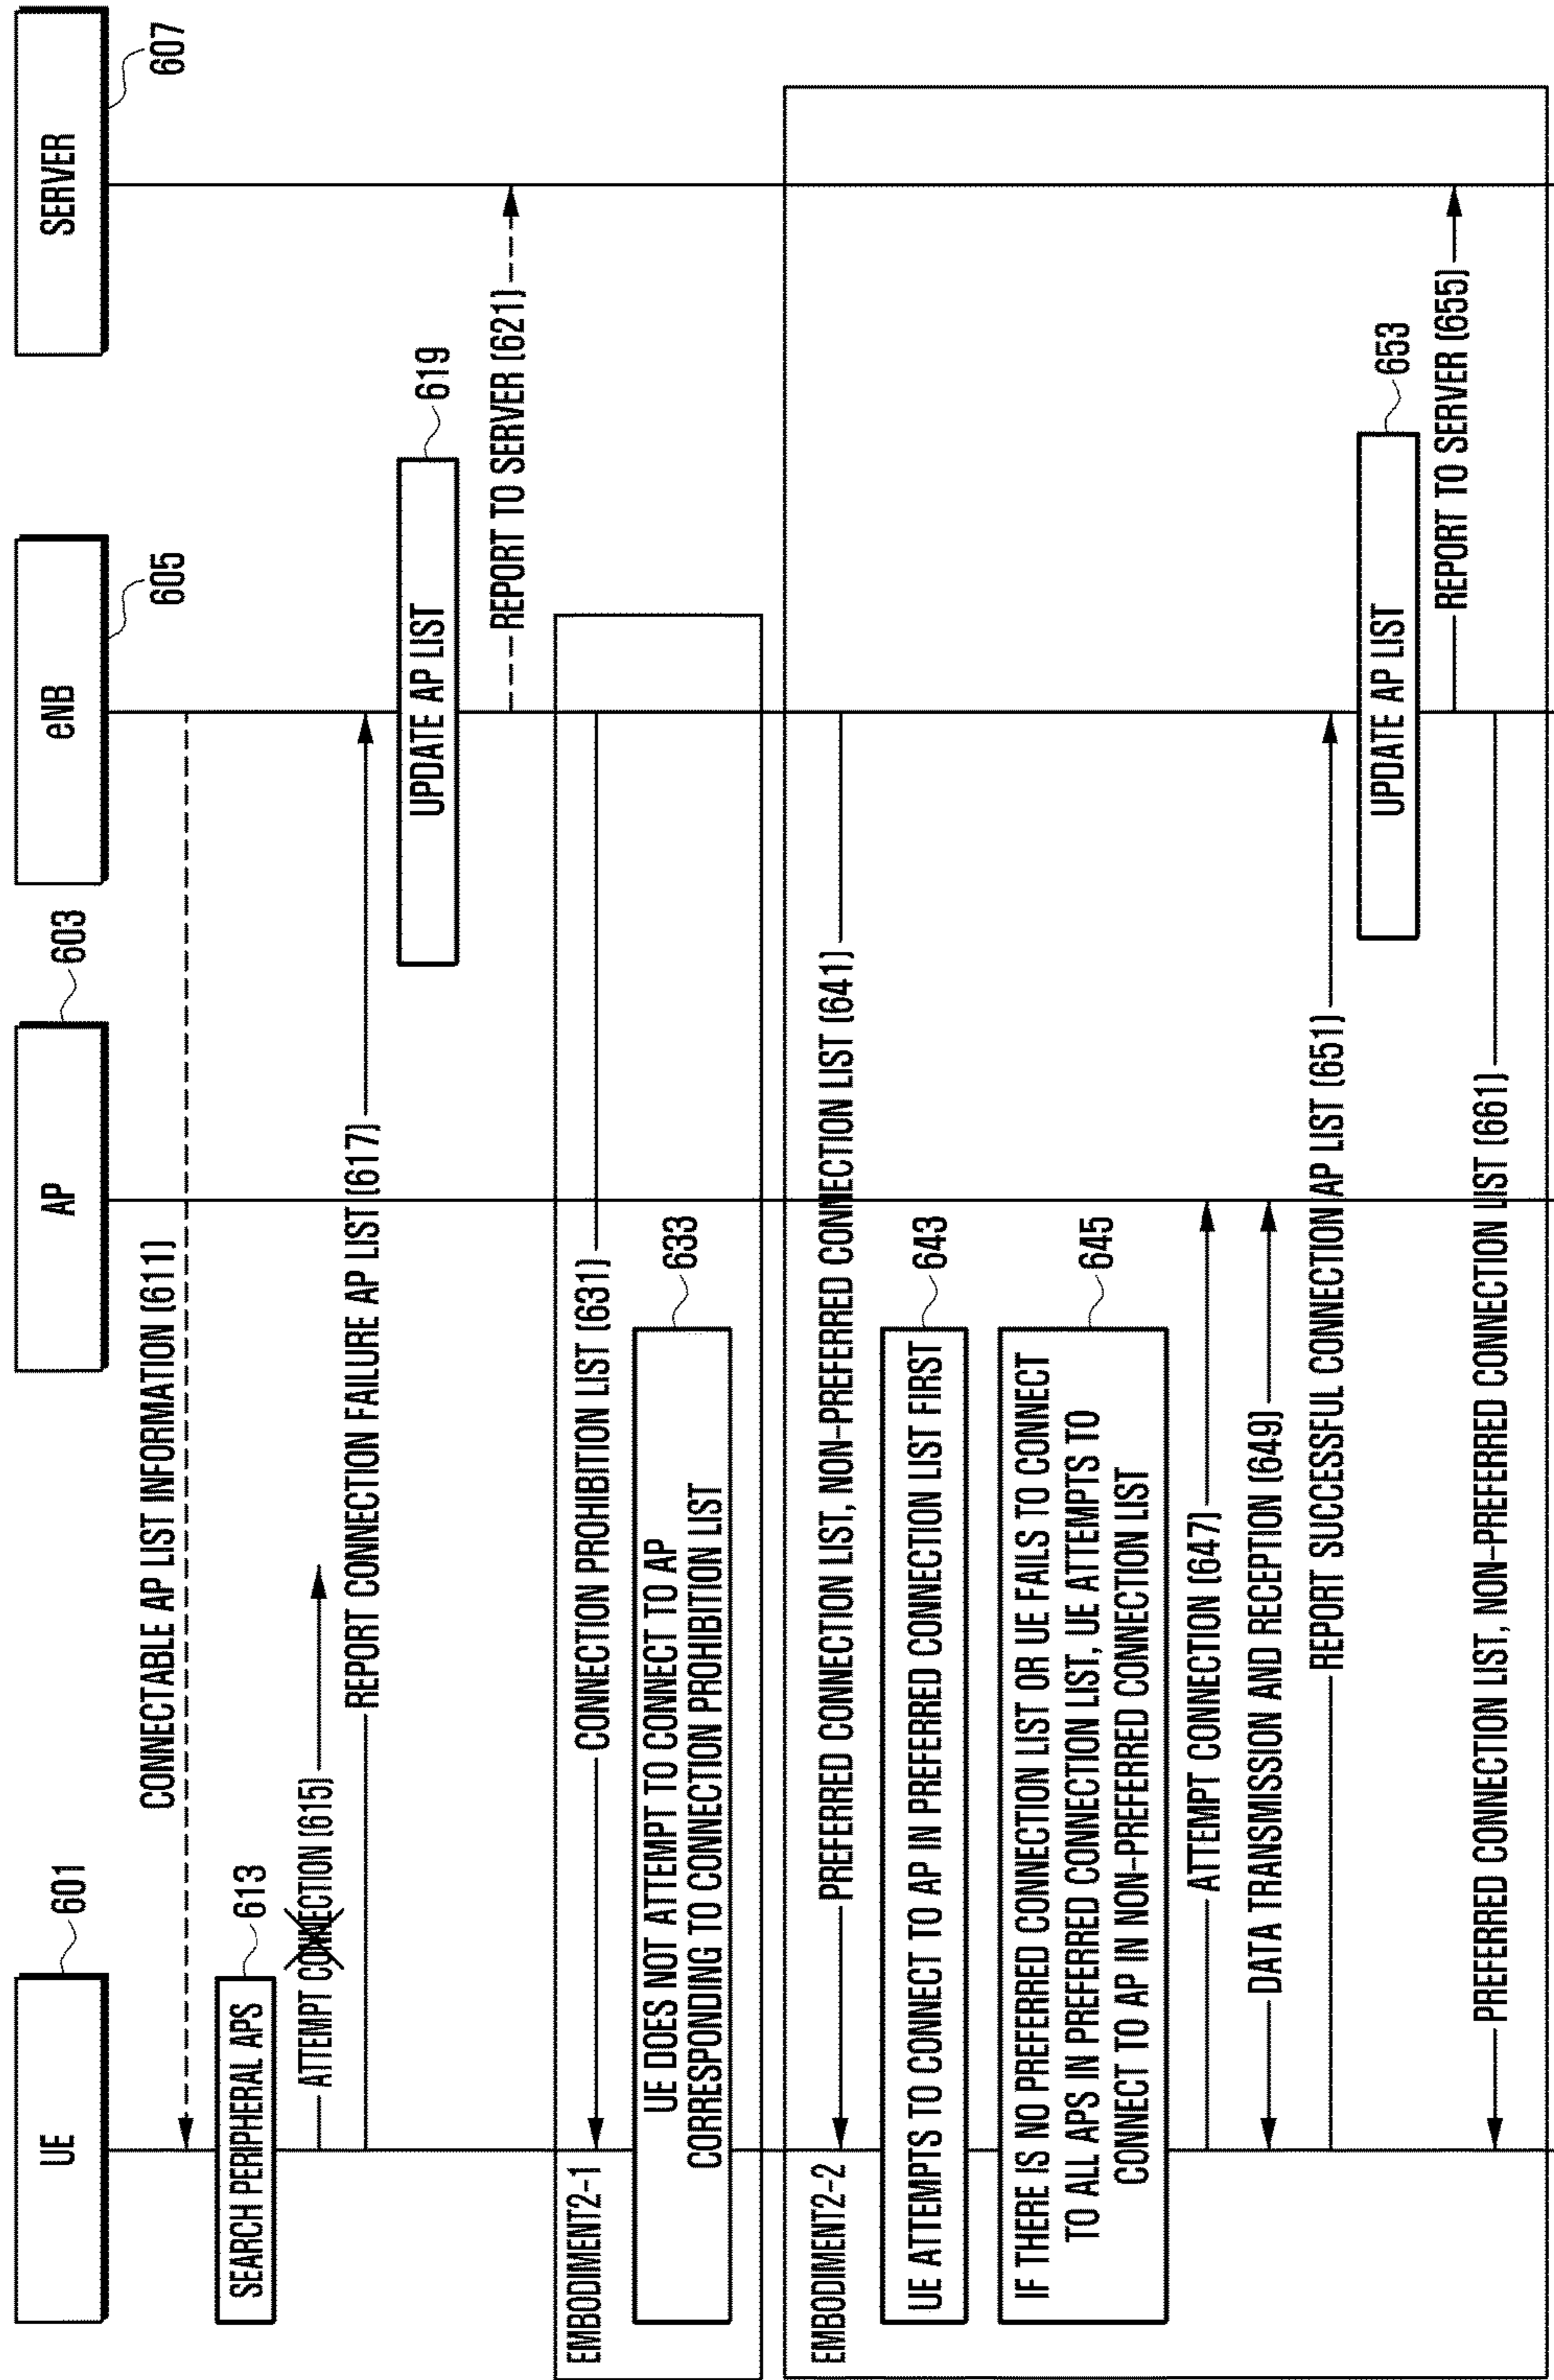 UE
601
AP
603
eNB
605
SERVER
607
CONNECTABLE AP LIST INFORMATION (611)
SEARCH PERIPHERAL APS
613
ATTEMPT CONNECTION (615)
REPORT CONNECTION FAILURE AP LIST (617)
UPDATE AP LIST
619
REPORT TO SERVER (621)
EMBODIMENT2-1
CONNECTION PROHIBITION LIST (631)
UE DOES NOT ATTEMPT TO CONNECT TO AP
CORRESPONDING TO CONNECTION PROHIBITION LIST
633
EMBODIMENT2-2
PREFERRED CONNECTION LIST, NON-PREFERRED CONNECTION LIST (641)
UE ATTEMPTS TO CONNECT TO AP IN PREFERRED CONNECTION LIST FIRST
643
IF THERE IS NO PREFERRED CONNECTION LIST OR UE FAILS TO CONNECT
TO ALL APS IN PREFERRED CONNECTION LIST, UE ATTEMPTS TO
CONNECT TO AP IN NON-PREFERRED CONNECTION LIST
645
ATTEMPT CONNECTION (647)
DATA TRANSMISSION AND RECEPTION (649)
REPORT SUCCESSFUL CONNECTION AP LIST (651)
UPDATE AP LIST
653
REPORT TO SERVER (655)
PREFERRED CONNECTION LIST, NON-PREFERRED CONNECTION LIST (661)